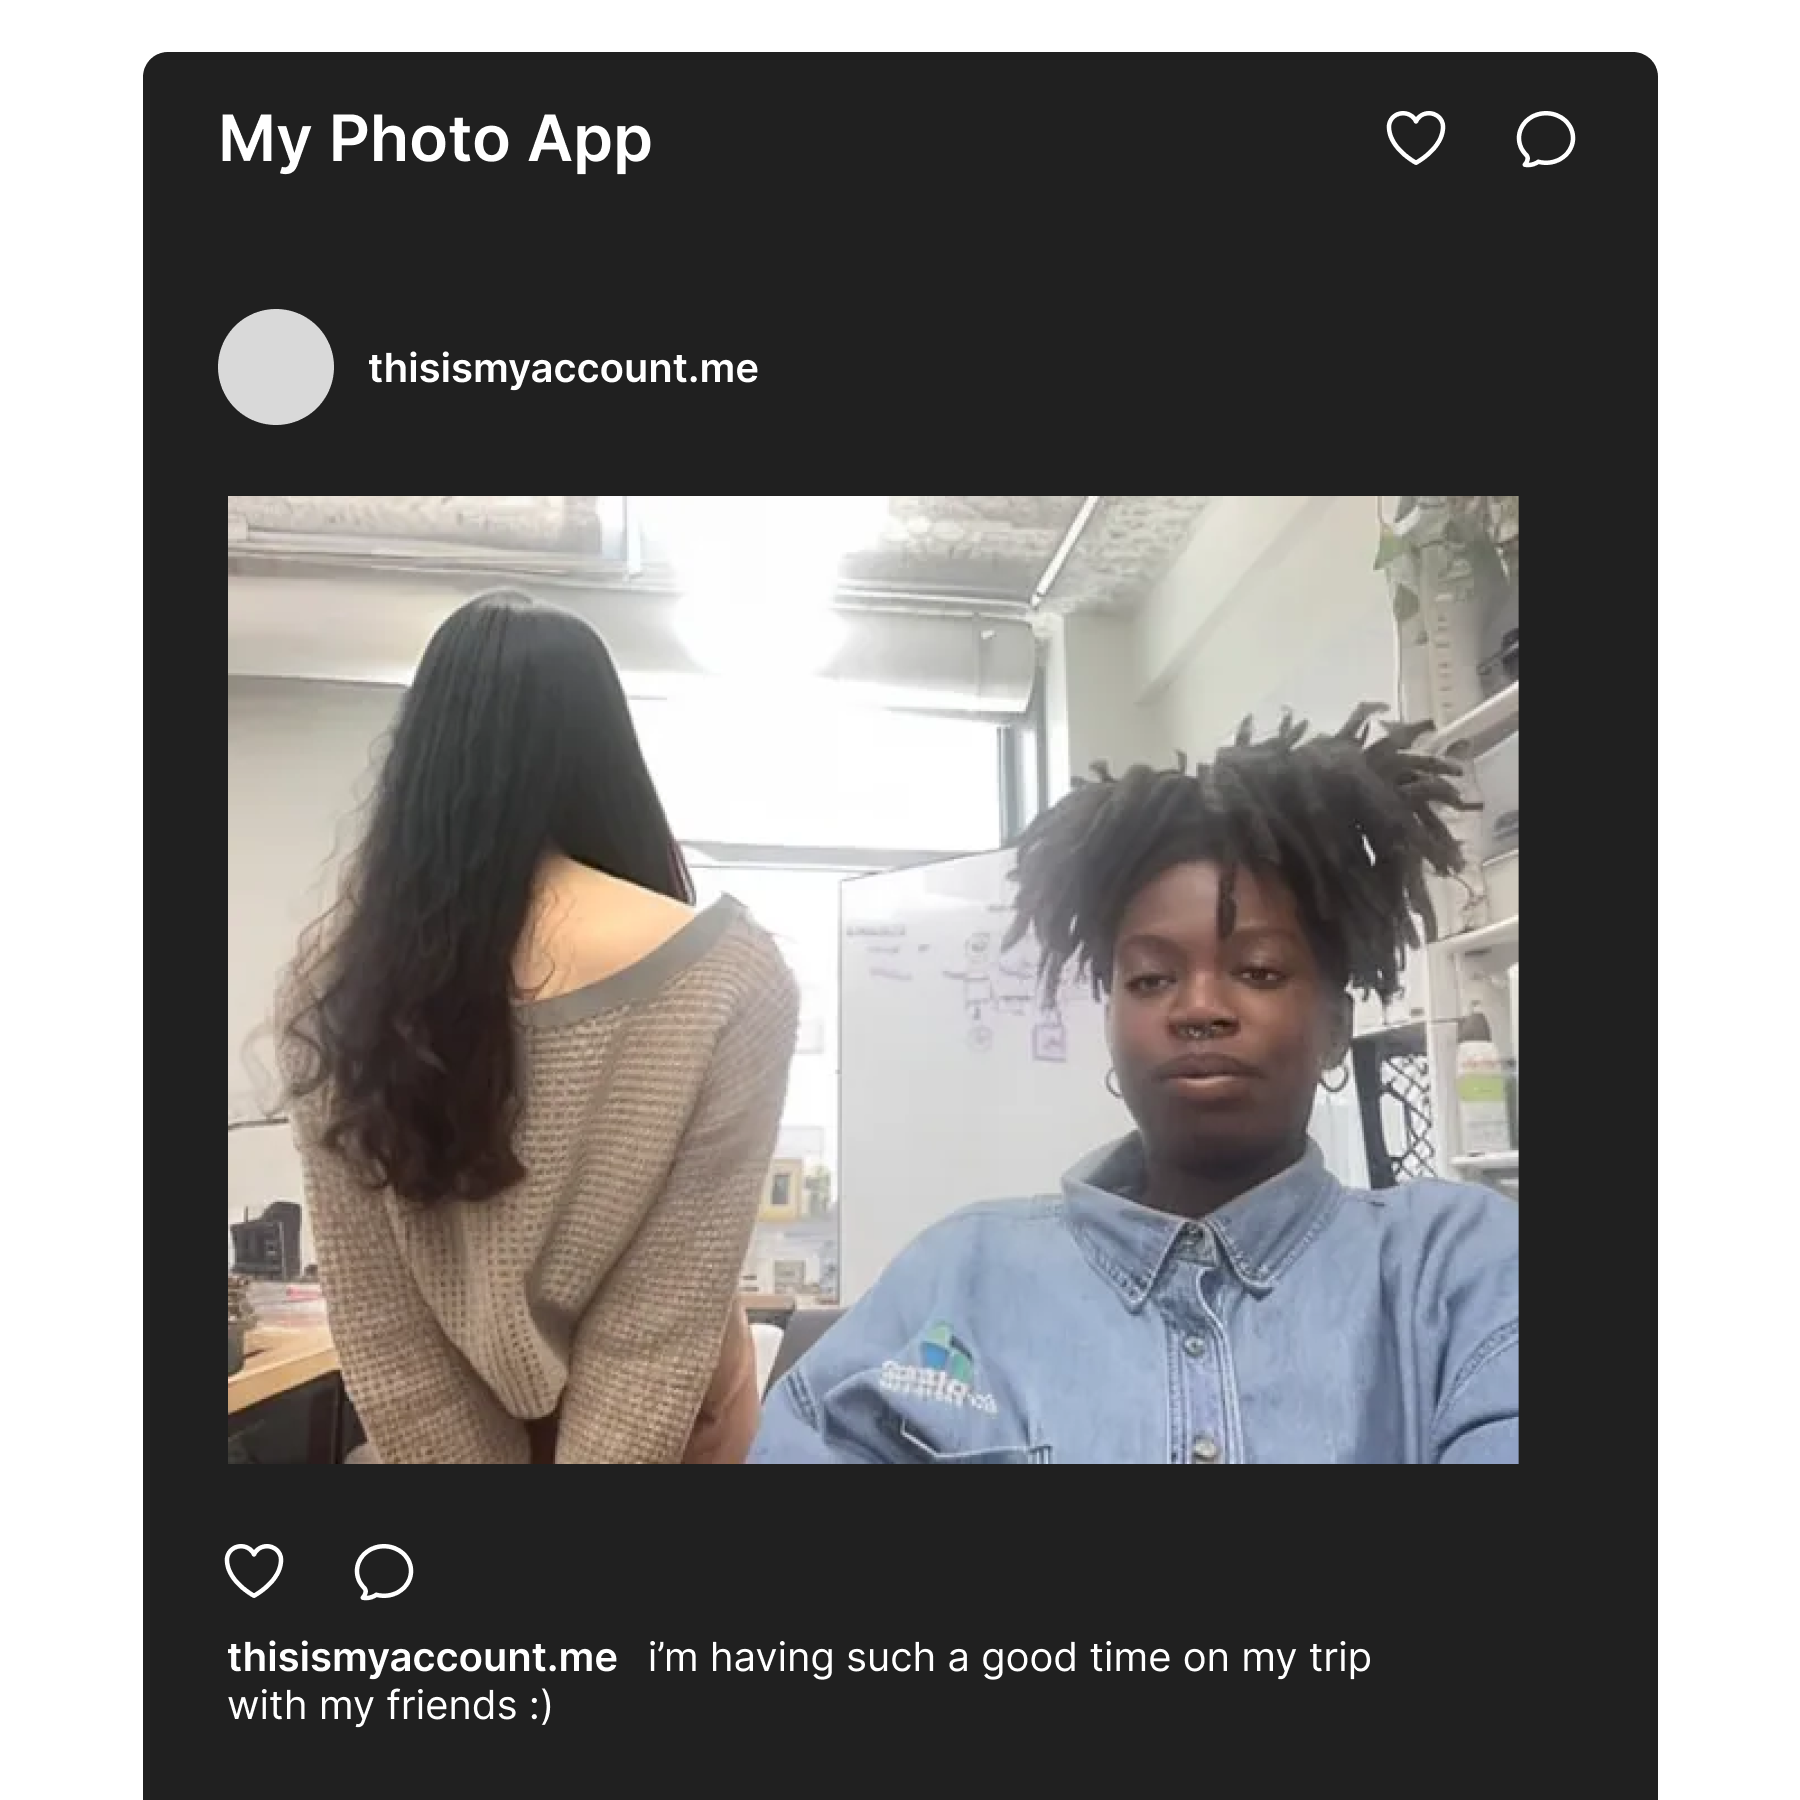 My Photo App
thisismyaccount.me
thisismyaccount.me i’m having such a good time on my trip
with my friends :)